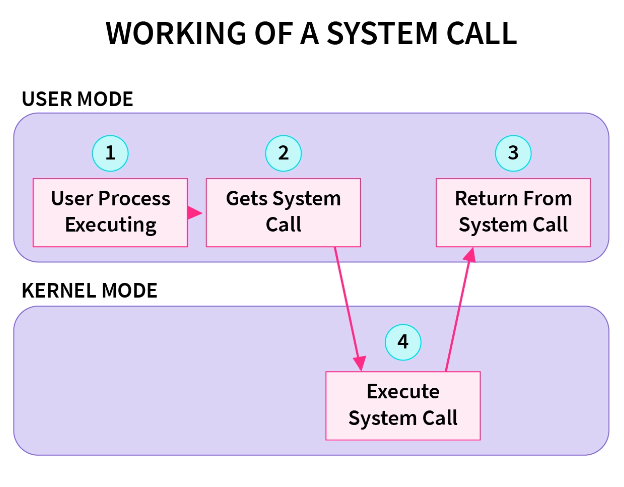 WORKING OF A SYSTEM CALL
USER MODE
1
2
3
User Process
Executing
Gets System
Call
Return From
System Call
KERNEL MODE
4
Execute
System Call